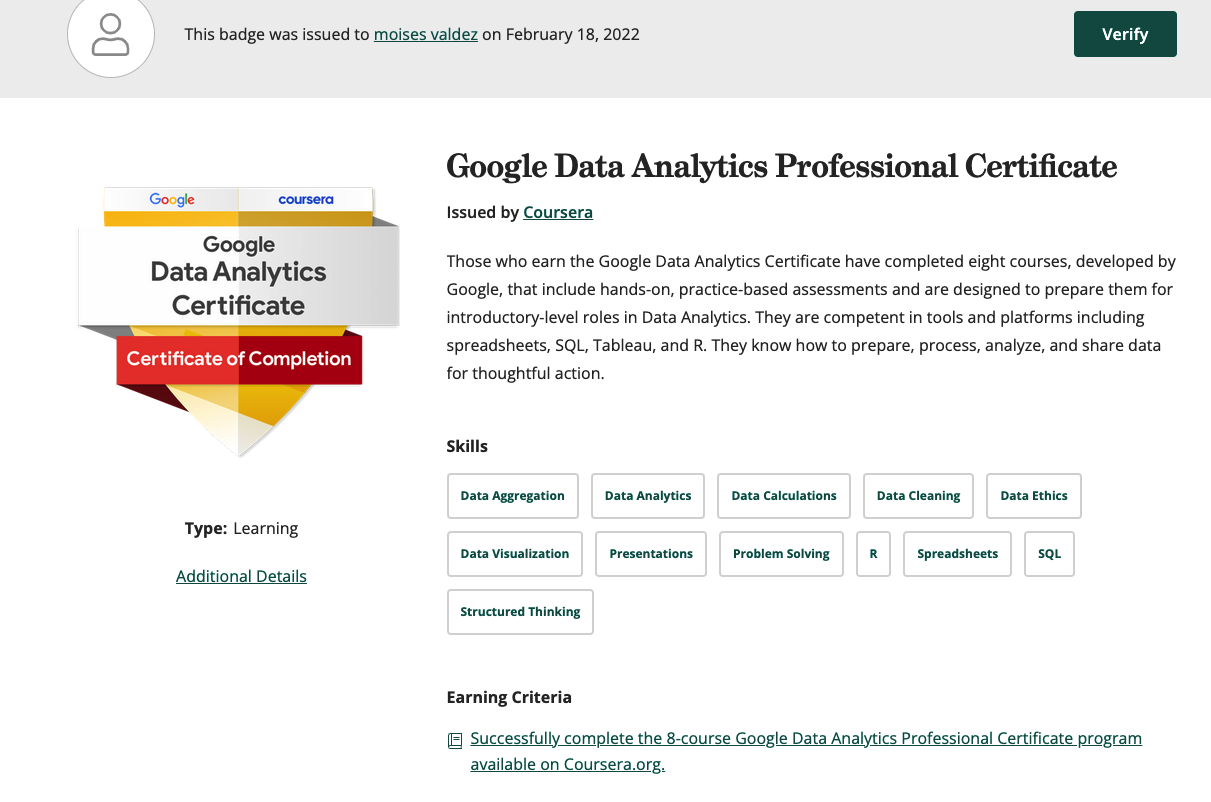 This badge was issued to moises valdez on February 18, 2022
Verify
Google
coursera
Google
Data Analytics
Certificate
Certificate of Completion
Type: Learning
Additional Details
Google Data Analytics Professional Certificate
Issued by Coursera
Those who earn the Google Data Analytics Certificate have completed eight courses, developed by
Google, that include hands-on, practice-based assessments and are designed to prepare them for
introductory-level roles in Data Analytics. They are competent in tools and platforms including
spreadsheets, SQL, Tableau, and R. They know how to prepare, process, analyze, and share data
for thoughtful action.
Skills
Data Aggregation
Data Analytics
Data Calculations
Data Cleaning
Data Ethics
Data Visualization
Presentations
Problem Solving
R
Spreadsheets
SQL
Structured Thinking
Earning Criteria
Successfully complete the 8-course Google Data Analytics Professional Certificate program
available on Coursera.org.